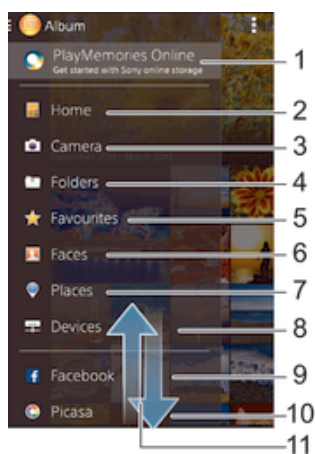 Album
PlayMemories Online
Get started with Sony online storage
Home
Camera
Folders
Favourites
Faces
Places
Devices
Facebook
Picasa
1
2
3
4
5
6
7
8
9
10
11